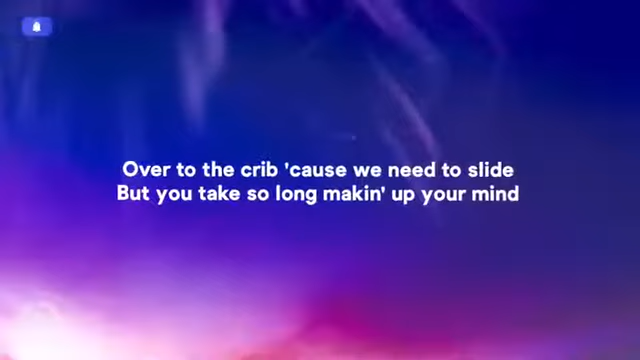 Over to the crib 'cause we need to slide
But you take so long makin' up your mind